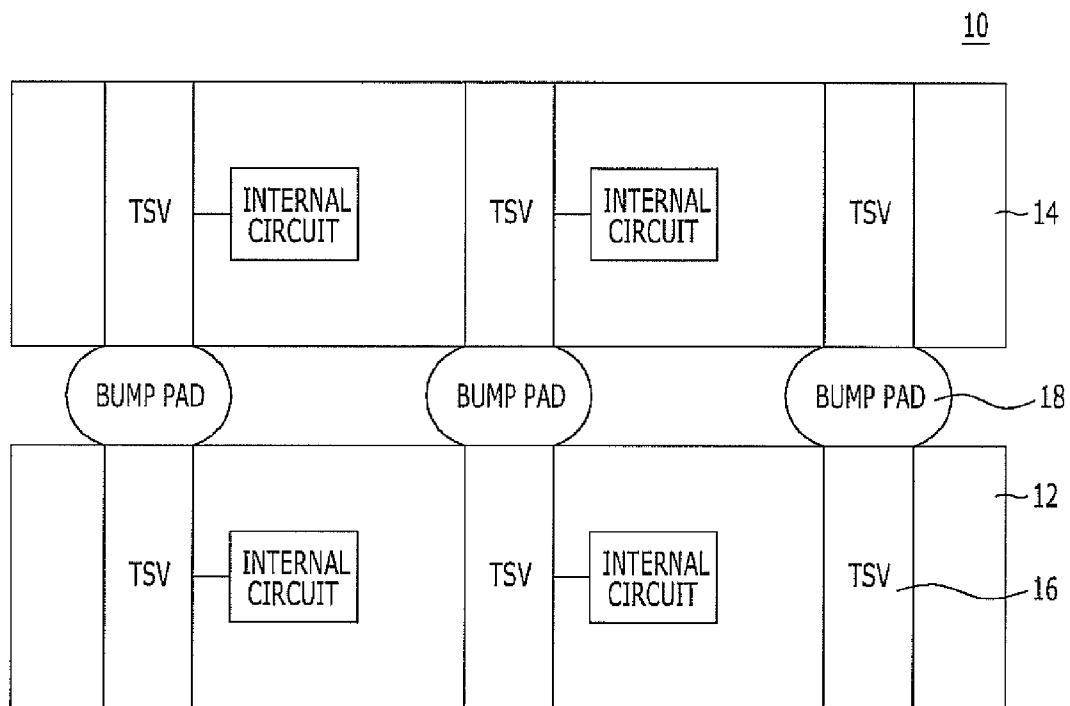 10
TSV
INTERNAL
CIRCUIT
TSV
INTERNAL
CIRCUIT
TSV
14
BUMP PAD
BUMP PAD
BUMP PAD
18
12
TSV
INTERNAL
CIRCUIT
TSV
INTERNAL
CIRCUIT
TSV
16